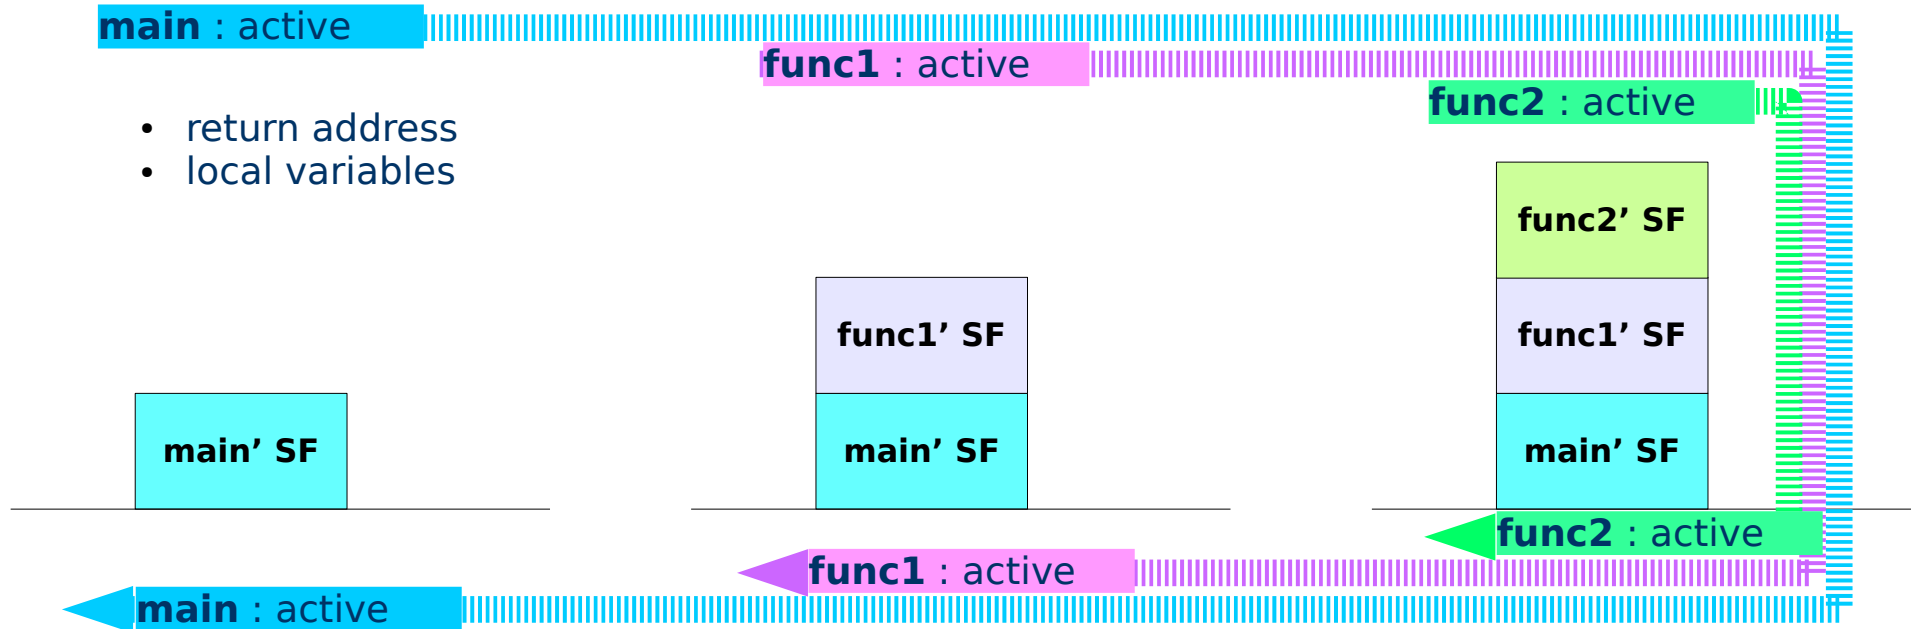 main : active
func1 : active
func2 : active
• return address
• local variables
func2’ SF
func1’ SF
func1’ SF
main’ SF
main’ SF
main’ SF
func2 : active
func1 : active
main : active